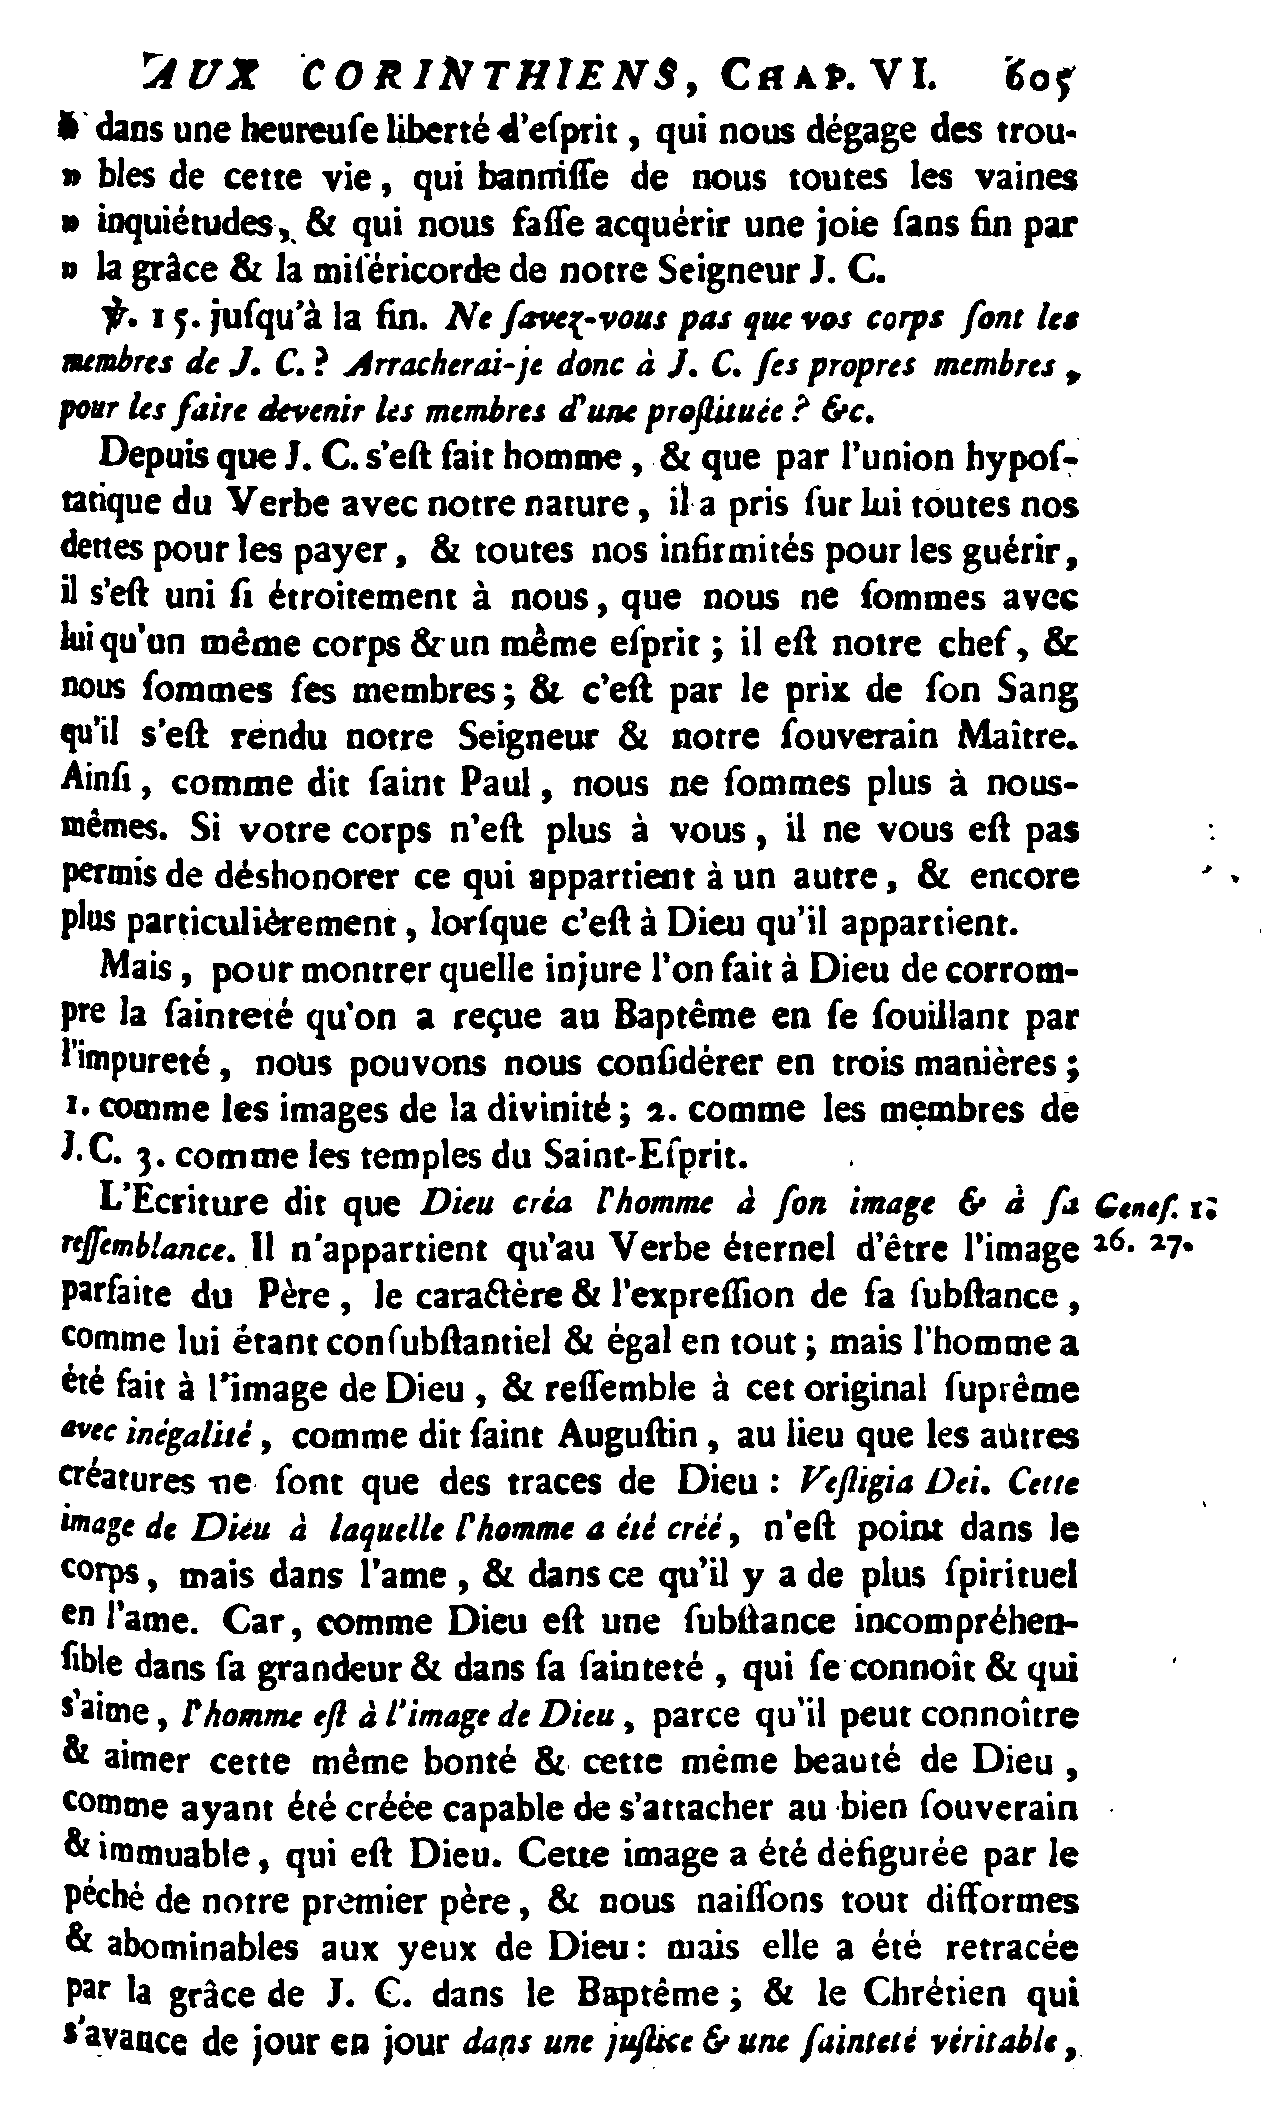 AUX CORINTHIENS, CHAP. VI. 605
» dans une heureuſe liberté d'eſprit, qui nous dégage des trou-
» bles de cette vie, qui banniſſe de nous toutes les vaines
» inquiétudes, & qui nous faſſe acquérir une joie ſans fin par
» la grâce & la miſéricorde de notre Seigneur J. C.
℣. 15. juſqu'à la fin. Ne ſavez-vous pas que vos corps ſont les
membres de J. C. ? Arracherai-je donc à J. C. ſes propres membres,
pour les faire devenir les membres d'une proſtituée ? &c.
Depuis que J. C. s'eſt fait homme, & que par l'union hypoſ-
tatique du Verbe avec notre nature, il a pris ſur lui toutes nos
dettes pour les payer, & toutes nos infirmités pour les guérir,
il s'eſt uni ſi étroitement à nous, que nous ne ſommes avec
lui qu'un même corps & un même eſprit ; il eſt notre chef, &
nous ſommes ſes membres ; & c'eſt par le prix de ſon Sang
qu'il s'eſt rendu notre Seigneur & notre ſouverain Maître.
Ainſi, comme dit ſaint Paul, nous ne ſommes plus à nous-
mêmes. Si votre corps n'eſt plus à vous, il ne vous eſt pas
permis de déshonorer ce qui appartient à un autre, & encore
plus particulièrement, lorſque c'eſt à Dieu qu'il appartient.
Mais, pour montrer quelle injure l'on fait à Dieu de corrom-
pre la ſainteté qu'on a reçue au Baptême en ſe ſouillant par
l'impureté, nous pouvons nous conſidérer en trois manières ;
1. comme les images de la divinité ; 2. comme les membres de
J. C. 3. comme les temples du Saint-Eſprit.
L'Ecriture dit que Dieu créa l'homme à ſon image & à ſa Geneſ. 1.
reſſemblance. Il n'appartient qu'au Verbe éternel d'être l'image 26. 27.
parfaite du Père, le caractère & l'expreſſion de ſa ſubſtance,
comme lui étant conſubſtantiel & égal en tout ; mais l'homme a
été fait à l'image de Dieu, & reſſemble à cet original ſuprême
avec inégalité, comme dit ſaint Auguſtin, au lieu que les autres
créatures ne ſont que des traces de Dieu : Veſtigia Dei. Cette
image de Dieu à laquelle l'homme a été créé, n'eſt point dans le
corps, mais dans l'ame, & dans ce qu'il y a de plus ſpirituel
en l'ame. Car, comme Dieu eſt une ſubſtance incompréhen-
ſible dans ſa grandeur & dans ſa ſainteté, qui ſe connoît & qui
s'aime, l'homme eſt à l'image de Dieu, parce qu'il peut connoître
& aimer cette même bonté & cette même beauté de Dieu,
comme ayant été créée capable de s'attacher au bien ſouverain
& immuable, qui eſt Dieu. Cette image a été défigurée par le
péché de notre premier père, & nous naiſſons tout difformes
& abominables aux yeux de Dieu : mais elle a été retracée
par la grâce de J. C. dans le Baptême ; & le Chrétien qui
s'avance de jour en jour dans une juſtice & une ſainteté véritable,